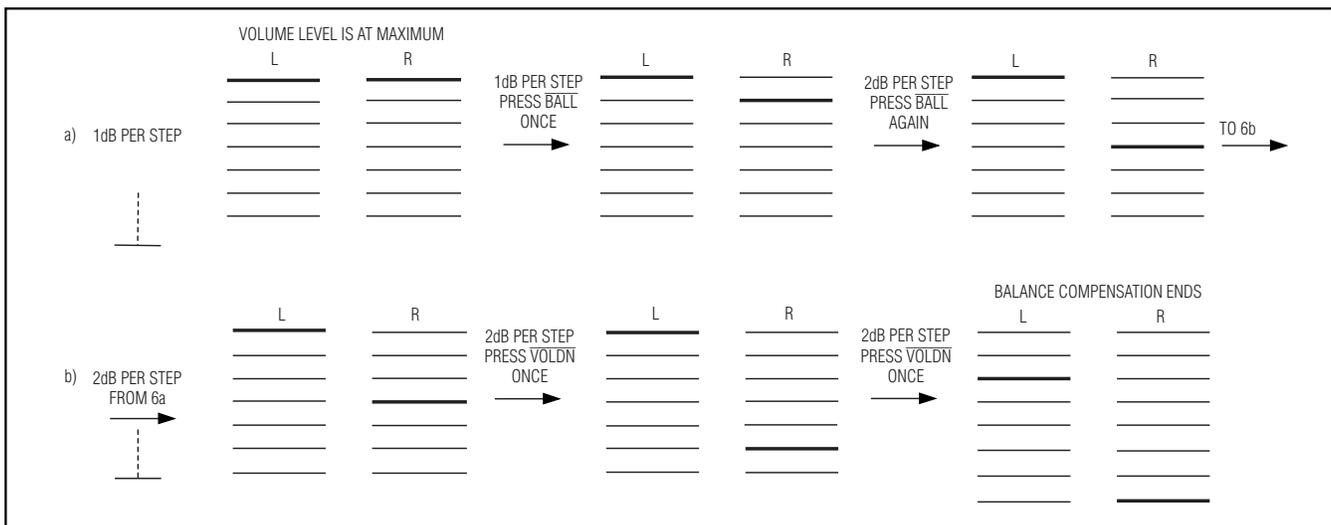 VOLUME LEVEL IS AT MAXIMUM
L
R
1dB PER STEP
PRESS BALL
ONCE
L
R
2dB PER STEP
PRESS BALL
AGAIN
L
R
a) 1dB PER STEP
TO 6b
BALANCE COMPENSATION ENDS
L
R
2dB PER STEP
PRESS VOLDN
ONCE
L
R
2dB PER STEP
PRESS VOLDN
ONCE
L
R
b) 2dB PER STEP
FROM 6a